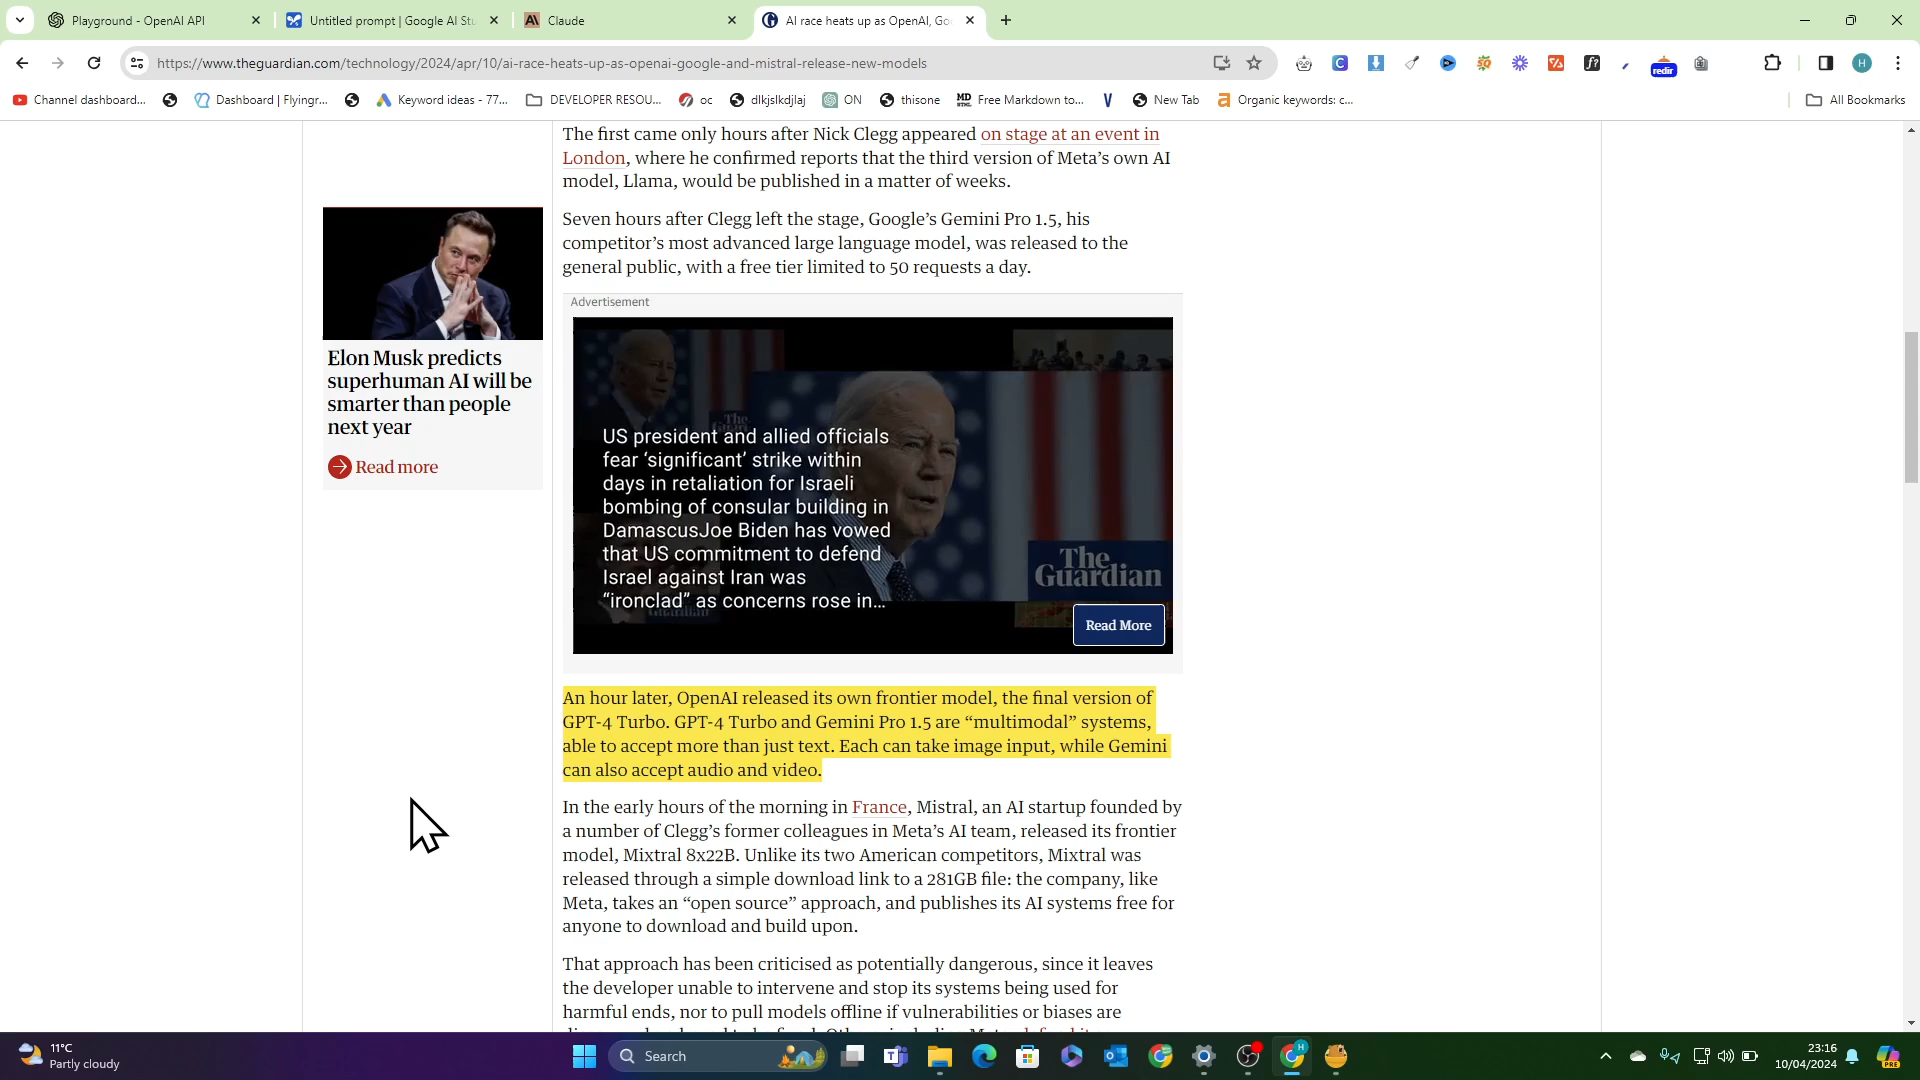 Playground - OpenAI API
Untitled prompt | Google AI Stu
Claude
AI race heats up as OpenAI, Go
https://www.theguardian.com/technology/2024/apr/10/ai-race-heats-up-as-openai-google-and-mistral-release-new-models
redir
Channel dashboard...
Dashboard | Flyingr...
Keyword ideas - 77...
DEVELOPER RESOU...
oc
dlkjslkdjlaj
ON
thisone
Free Markdown to...
New Tab
Organic keywords: c...
All Bookmarks
The first came only hours after Nick Clegg appeared on stage at an event in
London, where he confirmed reports that the third version of Meta’s own AI
model, Llama, would be published in a matter of weeks.
Seven hours after Clegg left the stage, Google’s Gemini Pro 1.5, his
competitor’s most advanced large language model, was released to the
general public, with a free tier limited to 50 requests a day.
Elon Musk predicts
superhuman AI will be
smarter than people
next year
Read more
Advertisement
US president and allied officials
fear ‘significant’ strike within
days in retaliation for Israeli
bombing of consular building in
DamascusJoe Biden has vowed
that US commitment to defend
Israel against Iran was
“ironclad” as concerns rose in...
The
Guardian
Read More
An hour later, OpenAI released its own frontier model, the final version of
GPT-4 Turbo. GPT-4 Turbo and Gemini Pro 1.5 are “multimodal” systems,
able to accept more than just text. Each can take image input, while Gemini
can also accept audio and video.
In the early hours of the morning in France, Mistral, an AI startup founded by
a number of Clegg’s former colleagues in Meta’s AI team, released its frontier
model, Mixtral 8x22B. Unlike its two American competitors, Mixtral was
released through a simple download link to a 281GB file: the company, like
Meta, takes an “open source” approach, and publishes its AI systems free for
anyone to download and build upon.
That approach has been criticised as potentially dangerous, since it leaves
the developer unable to intervene and stop its systems being used for
harmful ends, nor to pull models offline if vulnerabilities or biases are
11°C
Partly cloudy
Search
23:16
10/04/2024